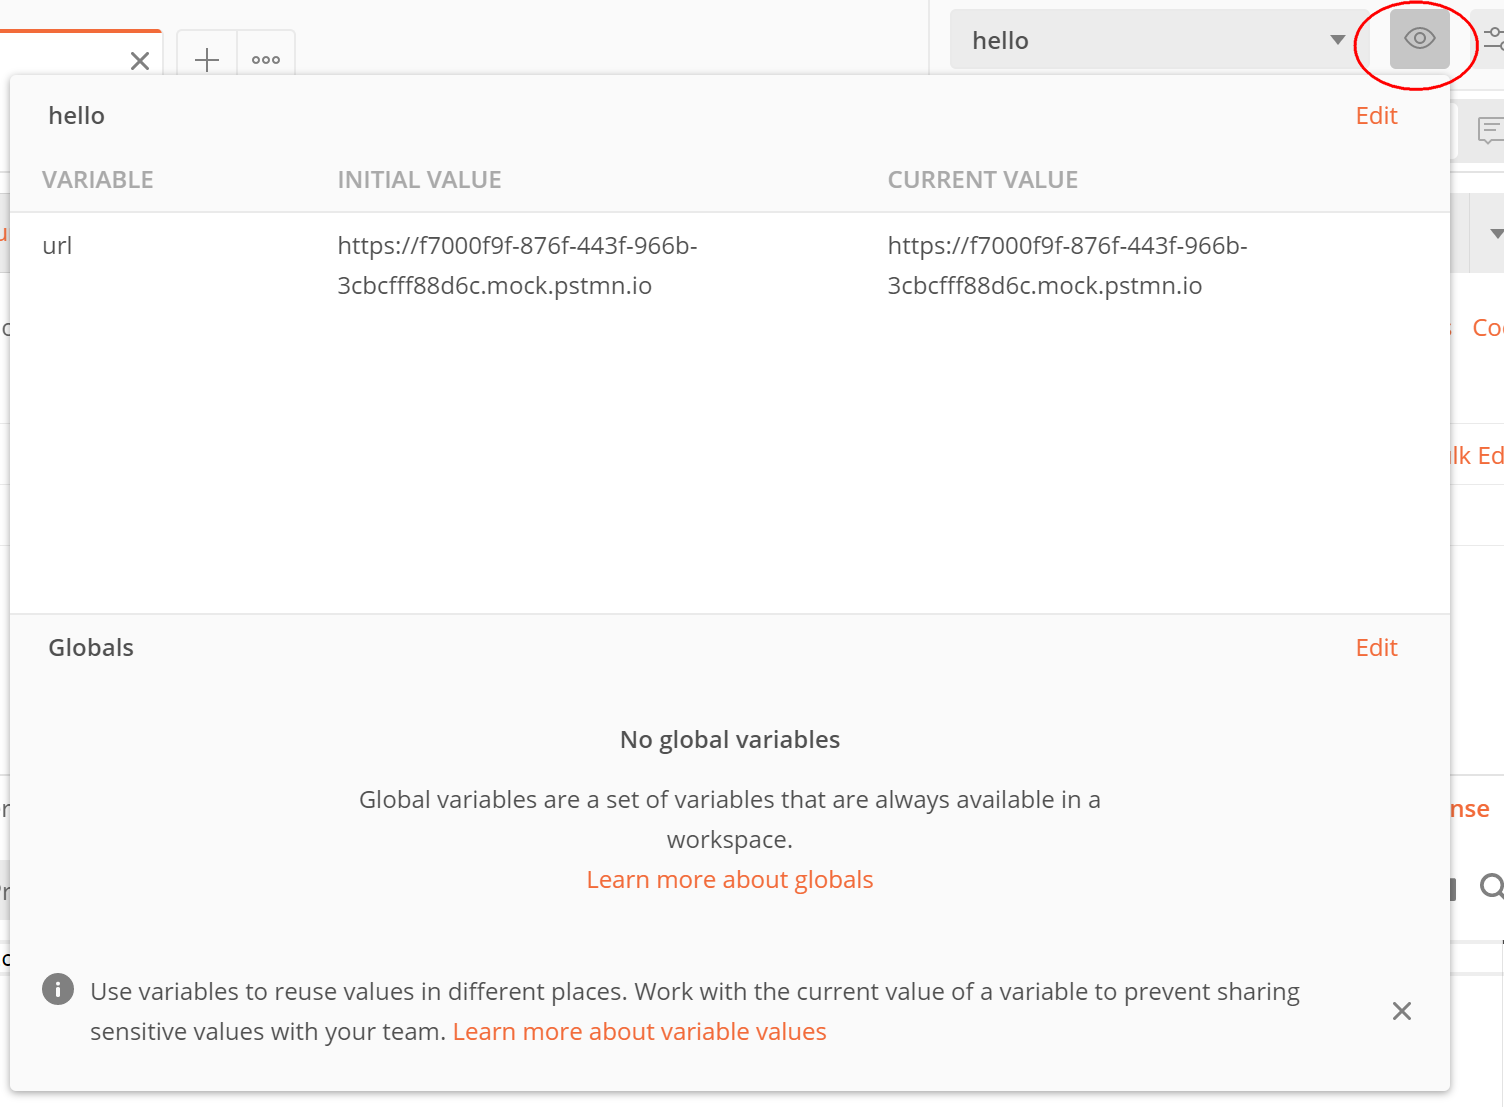 hello
hello
Edit
VARIABLE INITIAL VALUE CURRENT VALUE
url https://f7000f9f-876f-443f-966b- https://f7000f9f-876f-443f-966b-
3cbcfff88d6c.mock.pstmn.io 3cbcfff88d6c.mock.pstmn.io
Globals
Edit
No global variables
Global variables are a set of variables that are always available in a
workspace.
Learn more about globals
Use variables to reuse values in different places. Work with the current value of a variable to prevent sharing
sensitive values with your team. Learn more about variable values